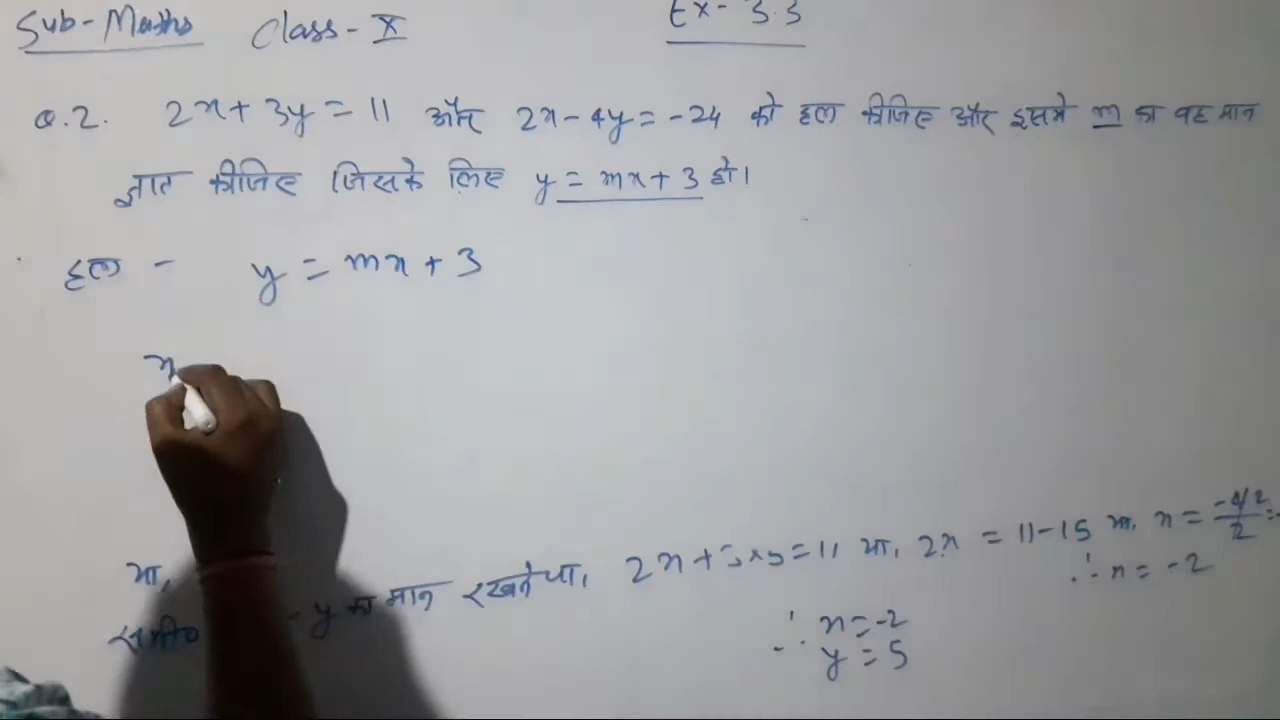 Sub-Maths Class-X Ex-3.3
Q.2. 2x+3y=11 और 2x-4y=-24 को हल कीजिए और इसमे m का वह मान
ज्ञात कीजिए जिसके लिए y=mx+3 हो।
हल - y=mx+3
x
या,
y का मान रखने पर, 2x+3×5=11 या, 2x=11-15 या, x=-4/2
∴x=-2
∴ x=-2
y=5